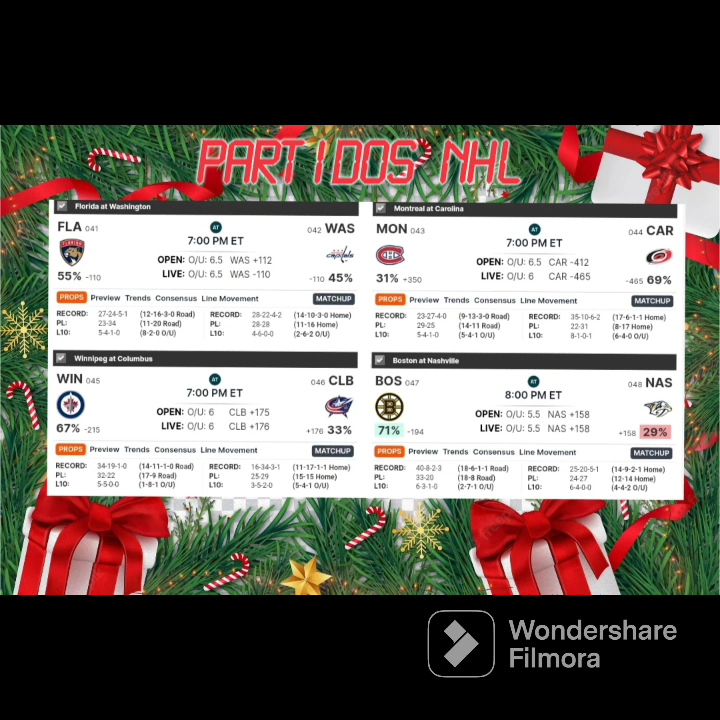 PARTIDOS NHL
Florida at Washington
FLA 041
AT
7:00 PM ET
042 WAS
OPEN: O/U: 6.5 WAS +112
LIVE: O/U: 6.5 WAS -110
55% -110
-110 45%
PROPS Preview Trends Consensus Line Movement MATCHUP
RECORD: 27-24-5-1 (12-16-3-0 Road) 28-22-4-2 (14-10-3-0 Home)
PL: 23-34 (11-20 Road) 28-28 (11-16 Home)
L10: 5-4-1-0 (8-2-0 O/U) 4-6-0-0 (2-6-2 O/U)
Montreal at Carolina
MON 043
AT
7:00 PM ET
044 CAR
OPEN: O/U: 6.5 CAR -412
LIVE: O/U: 6 CAR -465
31% +350
-465 69%
PROPS Preview Trends Consensus Line Movement MATCHUP
RECORD: 23-27-4-0 (9-13-3-0 Road) 35-10-6-2 (17-6-1-1 Home)
PL: 29-25 (14-11 Road) 22-31 (8-17 Home)
L10: 5-4-1-0 (5-4-1 O/U) 8-1-0-1 (6-4-0 O/U)
Winnipeg at Columbus
WIN 045
AT
7:00 PM ET
046 CLB
OPEN: O/U: 6 CLB +175
LIVE: O/U: 6 CLB +176
67% -215
+176 33%
PROPS Preview Trends Consensus Line Movement MATCHUP
RECORD: 34-19-1-0 (14-11-1-0 Road) 16-34-3-1 (11-17-1-1 Home)
PL: 32-22 (17-9 Road) 25-29 (15-15 Home)
L10: 5-5-0-0 (1-8-1 O/U) 3-5-2-0 (5-4-1 O/U)
Boston at Nashville
BOS 047
AT
8:00 PM ET
048 NAS
OPEN: O/U: 5.5 NAS +158
LIVE: O/U: 5.5 NAS +158
71% -194
+158 29%
PROPS Preview Trends Consensus Line Movement MATCHUP
RECORD: 40-8-2-3 (18-6-1-1 Road) 25-20-5-1 (14-9-2-1 Home)
PL: 33-20 (18-8 Road) 24-27 (12-14 Home)
L10: 6-3-1-0 (2-7-1 O/U) 6-4-0-0 (4-4-2 O/U)
Wondershare
Filmora